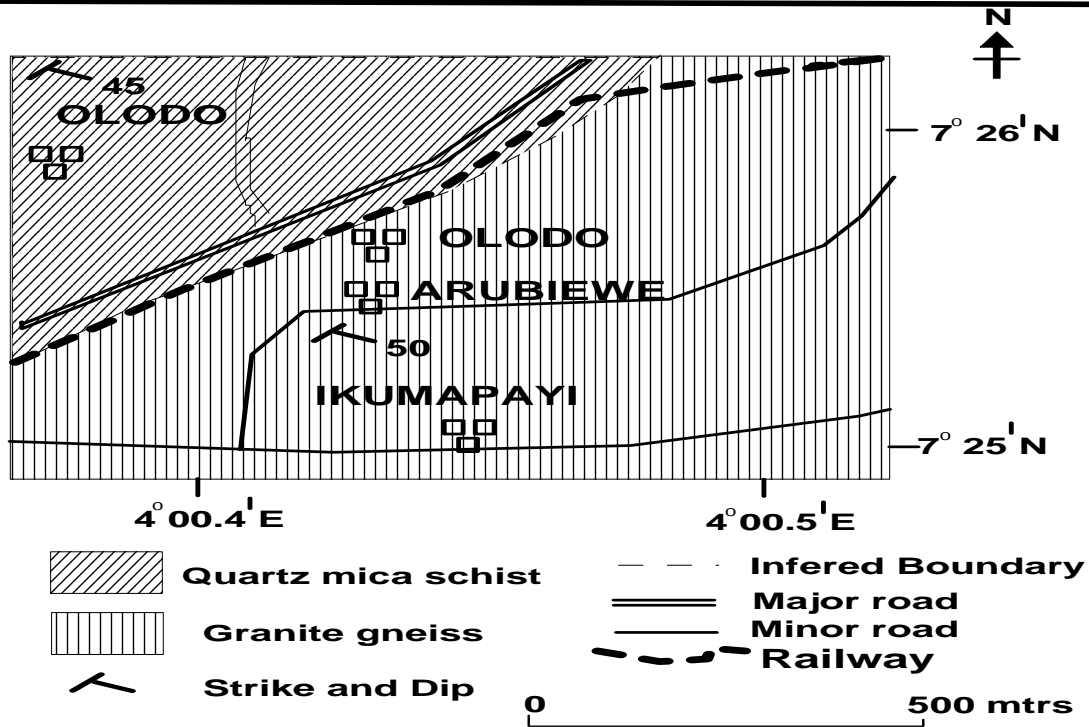 N
45
OLODO
7° 26' N
OLODO
ARUBIEWE
50
IKUMAPAYI
7° 25' N
4° 00.4' E
4° 00.5' E
Quartz mica schist
Granite gneiss
Strike and Dip
Infered Boundary
Major road
Minor road
Railway
0 500 mtrs